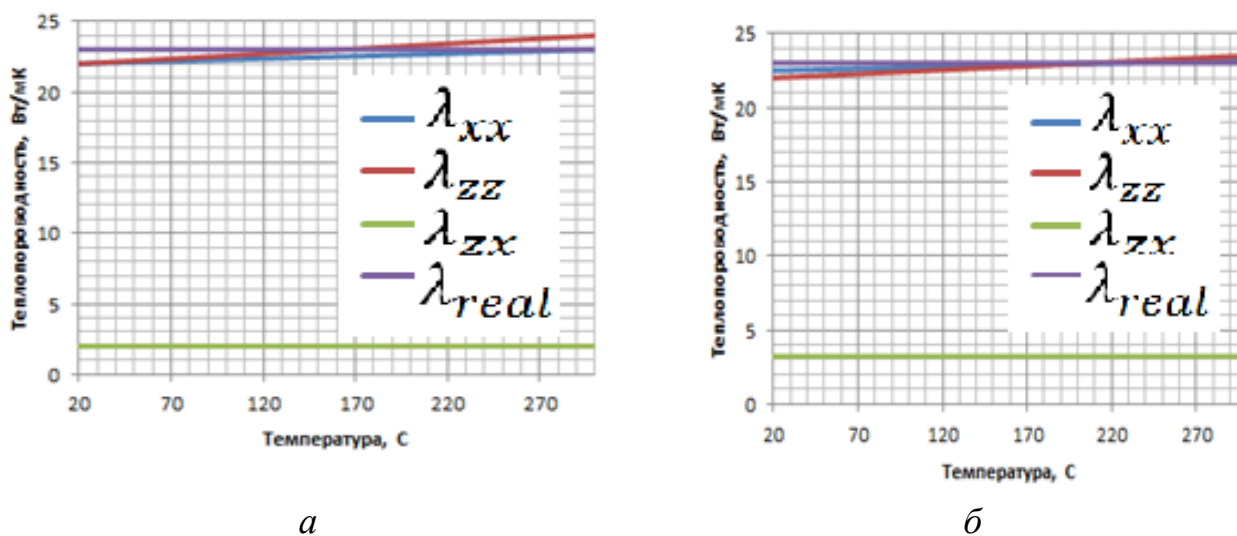 25
20
15
10
5
0
Теплопороводность, Вт/мК
λxx
λzz
λzx
λreal
20 70 120 170 220 270
Температура, С
а
25
20
15
10
5
0
Теплопороводность, Вт/мК
λxx
λzz
λzx
λreal
20 70 120 170 220 270
Температура, С
б